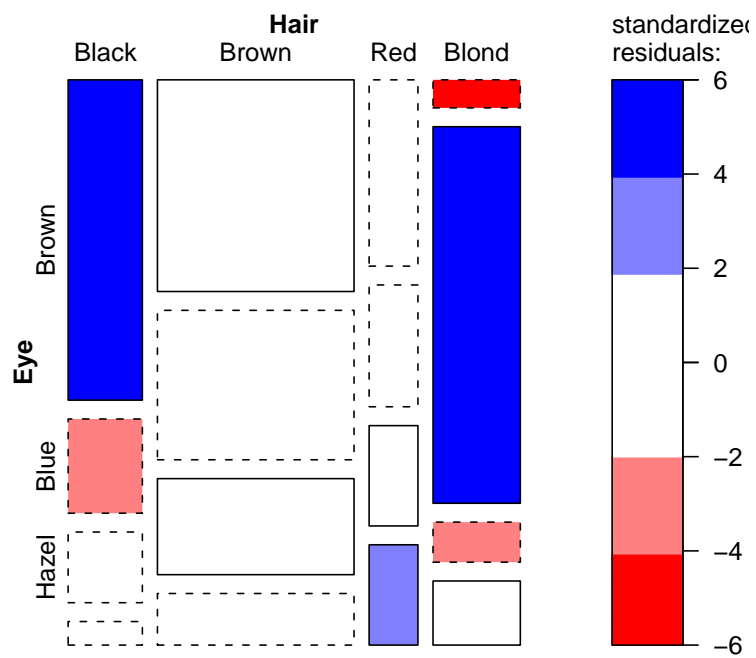 Hair
Black Brown Red Blond
Eye
Brown
Blue
Hazel
standardized
residuals:
6
4
2
0
−2
−4
−6